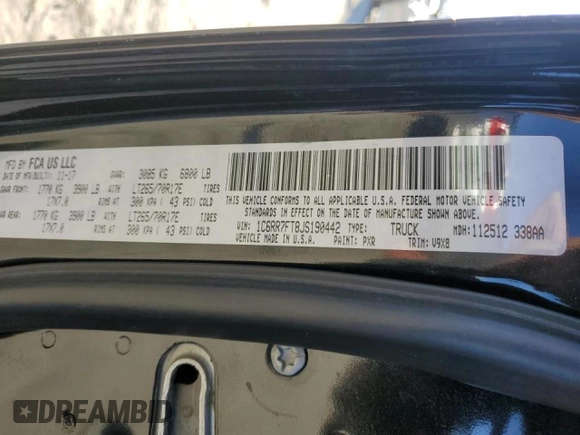 MFD BY FCA US LLC
DATE OF MFR/BUILT: 11-17 GVWR: 3085 KG 6800 LB
GAWR FRONT: 1770 KG 3900 LB LT265/70R17E TIRES
17X7.0 RIMS AT 300 KPA ( 43 PSI) COLD
GAWR REAR: 1770 KG 3900 LB LT265/70R17E TIRES
17X7.0 RIMS AT 300 KPA ( 43 PSI) COLD
THIS VEHICLE CONFORMS TO ALL APPLICABLE U.S.A. FEDERAL MOTOR VEHICLE SAFETY
STANDARDS IN EFFECT ON THE DATE OF MANUFACTURE SHOWN ABOVE.
VIN: 1C6RR7FT8JS190442 TYPE: TRUCK MDH: 112512 338AA
VEHICLE MADE IN U.S.A. PAINT: PXR TRIM: V9X8
DREAMBID